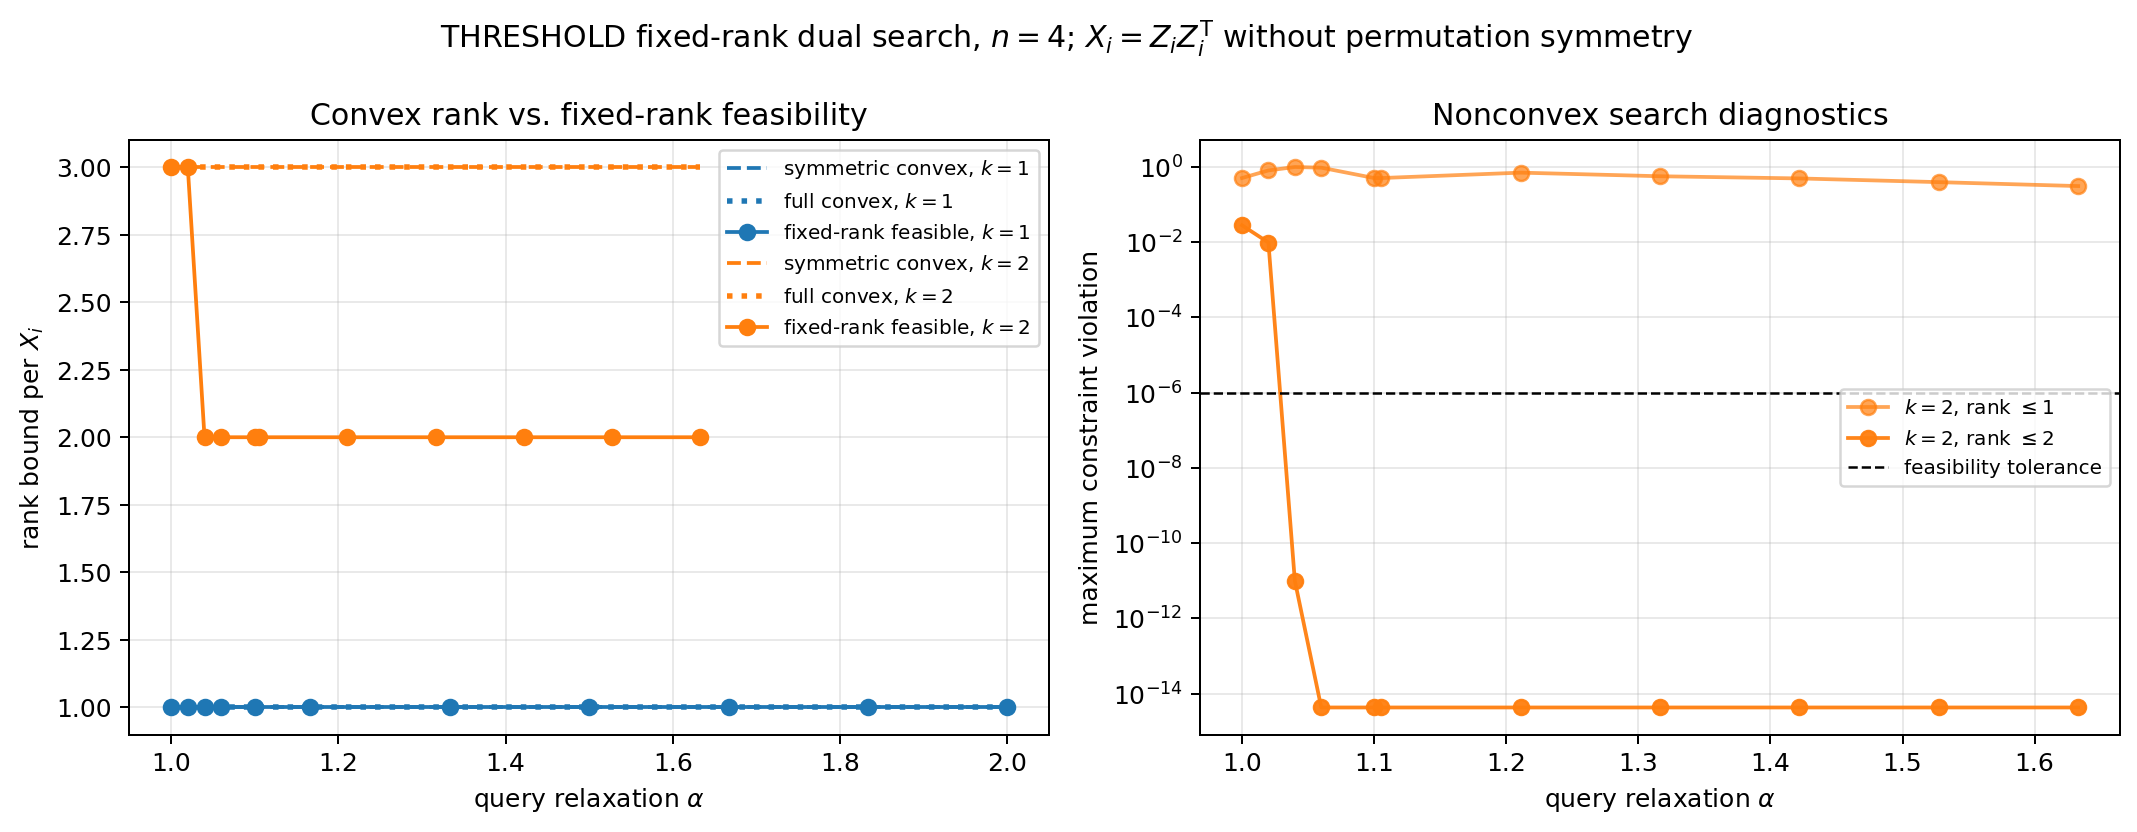 THRESHOLD fixed-rank dual search, n = 4; X_i = Z_i Z_i^T without permutation symmetry
Convex rank vs. fixed-rank feasibility
rank bound per X_i
3.00
2.75
2.50
2.25
2.00
1.75
1.50
1.25
1.00
symmetric convex, k = 1
full convex, k = 1
fixed-rank feasible, k = 1
symmetric convex, k = 2
full convex, k = 2
fixed-rank feasible, k = 2
1.0 1.2 1.4 1.6 1.8 2.0
query relaxation α
Nonconvex search diagnostics
maximum constraint violation
10^0
10^−2
10^−4
10^−6
10^−8
10^−10
10^−12
10^−14
k = 2, rank ≤ 1
k = 2, rank ≤ 2
feasibility tolerance
1.0 1.1 1.2 1.3 1.4 1.5 1.6
query relaxation α